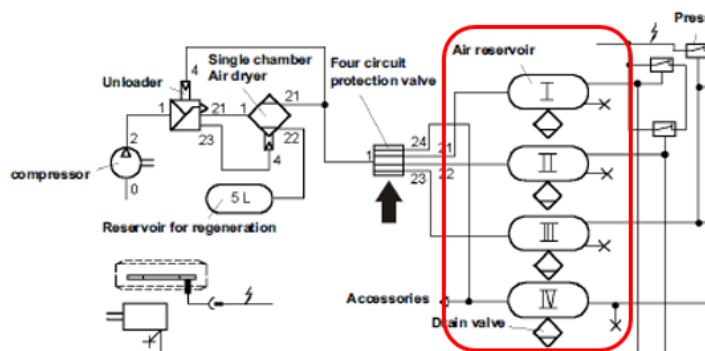 Pres
Single chamber
Air dryer
Four circuit
protection valve
Air reservoir
Unloader
4
21
1
21
1
23
22
4
2
0
compressor
5 L
Reservoir for regeneration
1
24
21
22
23
I
II
III
IV
Accessories
Drain valve